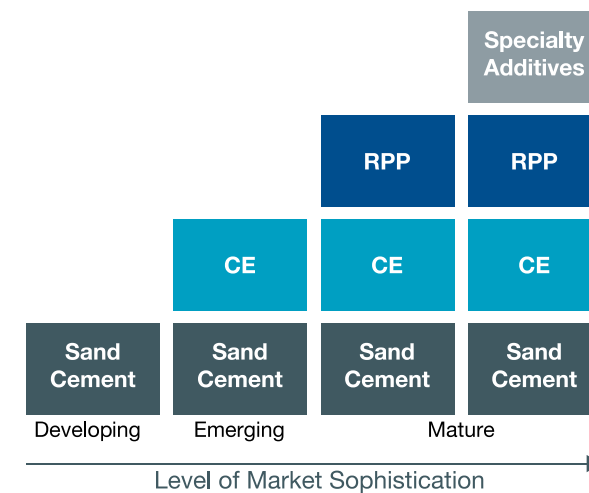 Specialty
Additives
RPP
RPP
CE
CE
CE
Sand
Cement
Sand
Cement
Sand
Cement
Sand
Cement
Developing
Emerging
Mature
Level of Market Sophistication